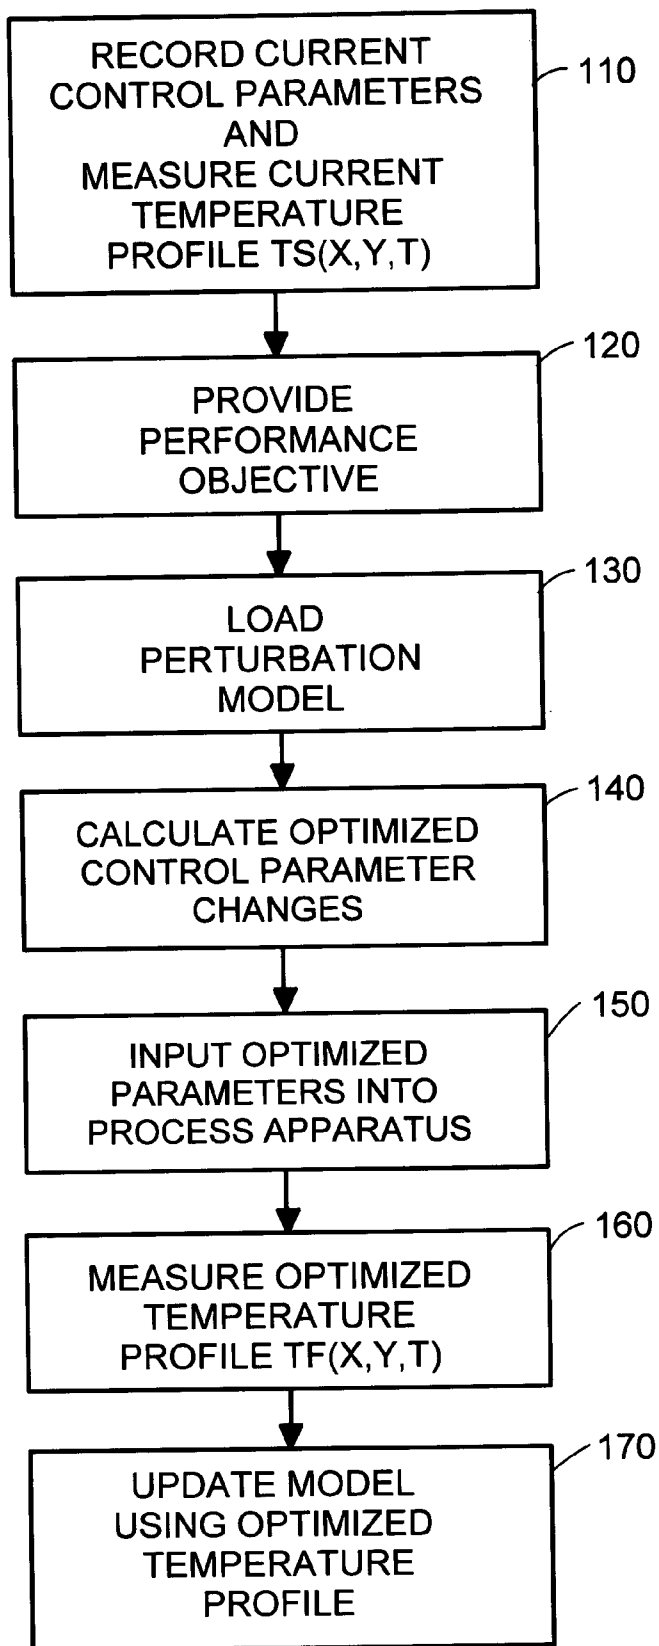 RECORD CURRENT
CONTROL PARAMETERS
AND
MEASURE CURRENT
TEMPERATURE
PROFILE TS(X,Y,T)
110
PROVIDE
PERFORMANCE
OBJECTIVE
120
LOAD
PERTURBATION
MODEL
130
CALCULATE OPTIMIZED
CONTROL PARAMETER
CHANGES
140
INPUT OPTIMIZED
PARAMETERS INTO
PROCESS APPARATUS
150
MEASURE OPTIMIZED
TEMPERATURE
PROFILE TF(X,Y,T)
160
UPDATE MODEL
USING OPTIMIZED
TEMPERATURE
PROFILE
170